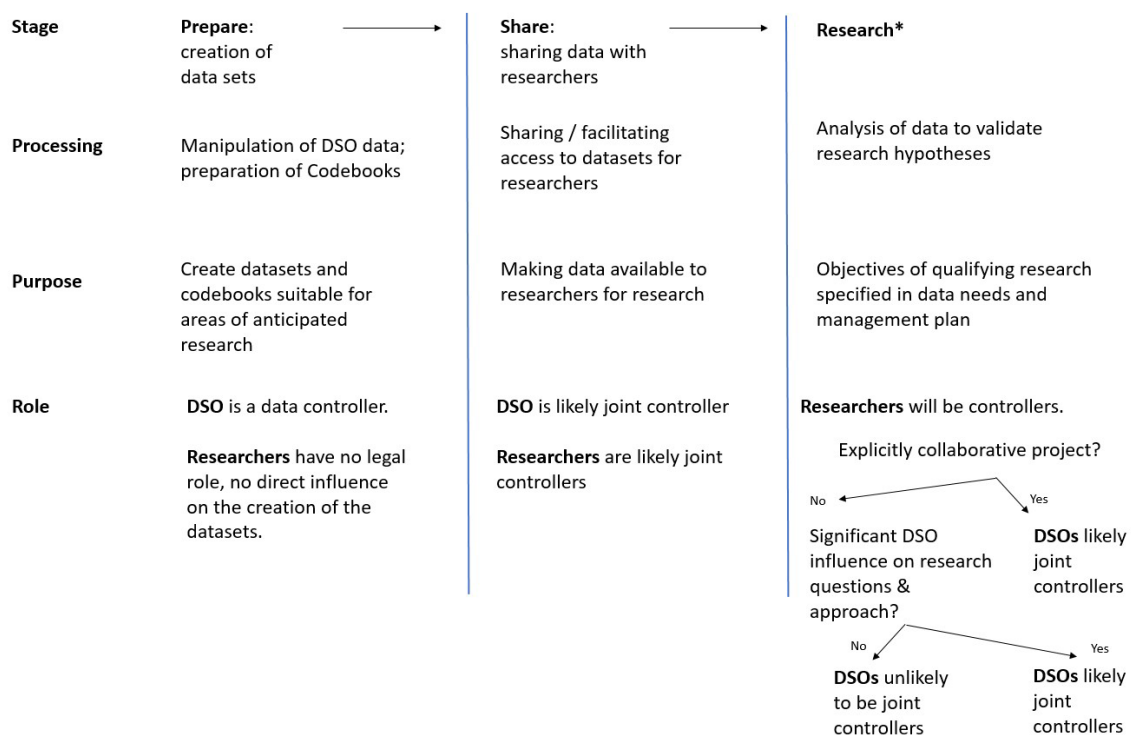 Stage
Prepare:
creation of
data sets
Share:
sharing data with
researchers
Research*
Processing
Manipulation of DSO data;
preparation of Codebooks
Sharing / facilitating
access to datasets for
researchers
Analysis of data to validate
research hypotheses
Purpose
Create datasets and
codebooks suitable for
areas of anticipated
research
Making data available to
researchers for research
Objectives of qualifying research
specified in data needs and
management plan
Role
DSO is a data controller.
Researchers have no legal
role, no direct influence
on the creation of the
datasets.
DSO is likely joint controller
Researchers are likely joint
controllers
Researchers will be controllers.
Explicitly collaborative project?
No
Yes
Significant DSO
influence on research
questions &
approach?
DSOs likely
joint
controllers
No
Yes
DSOs unlikely
to be joint
controllers
DSOs likely
joint
controllers